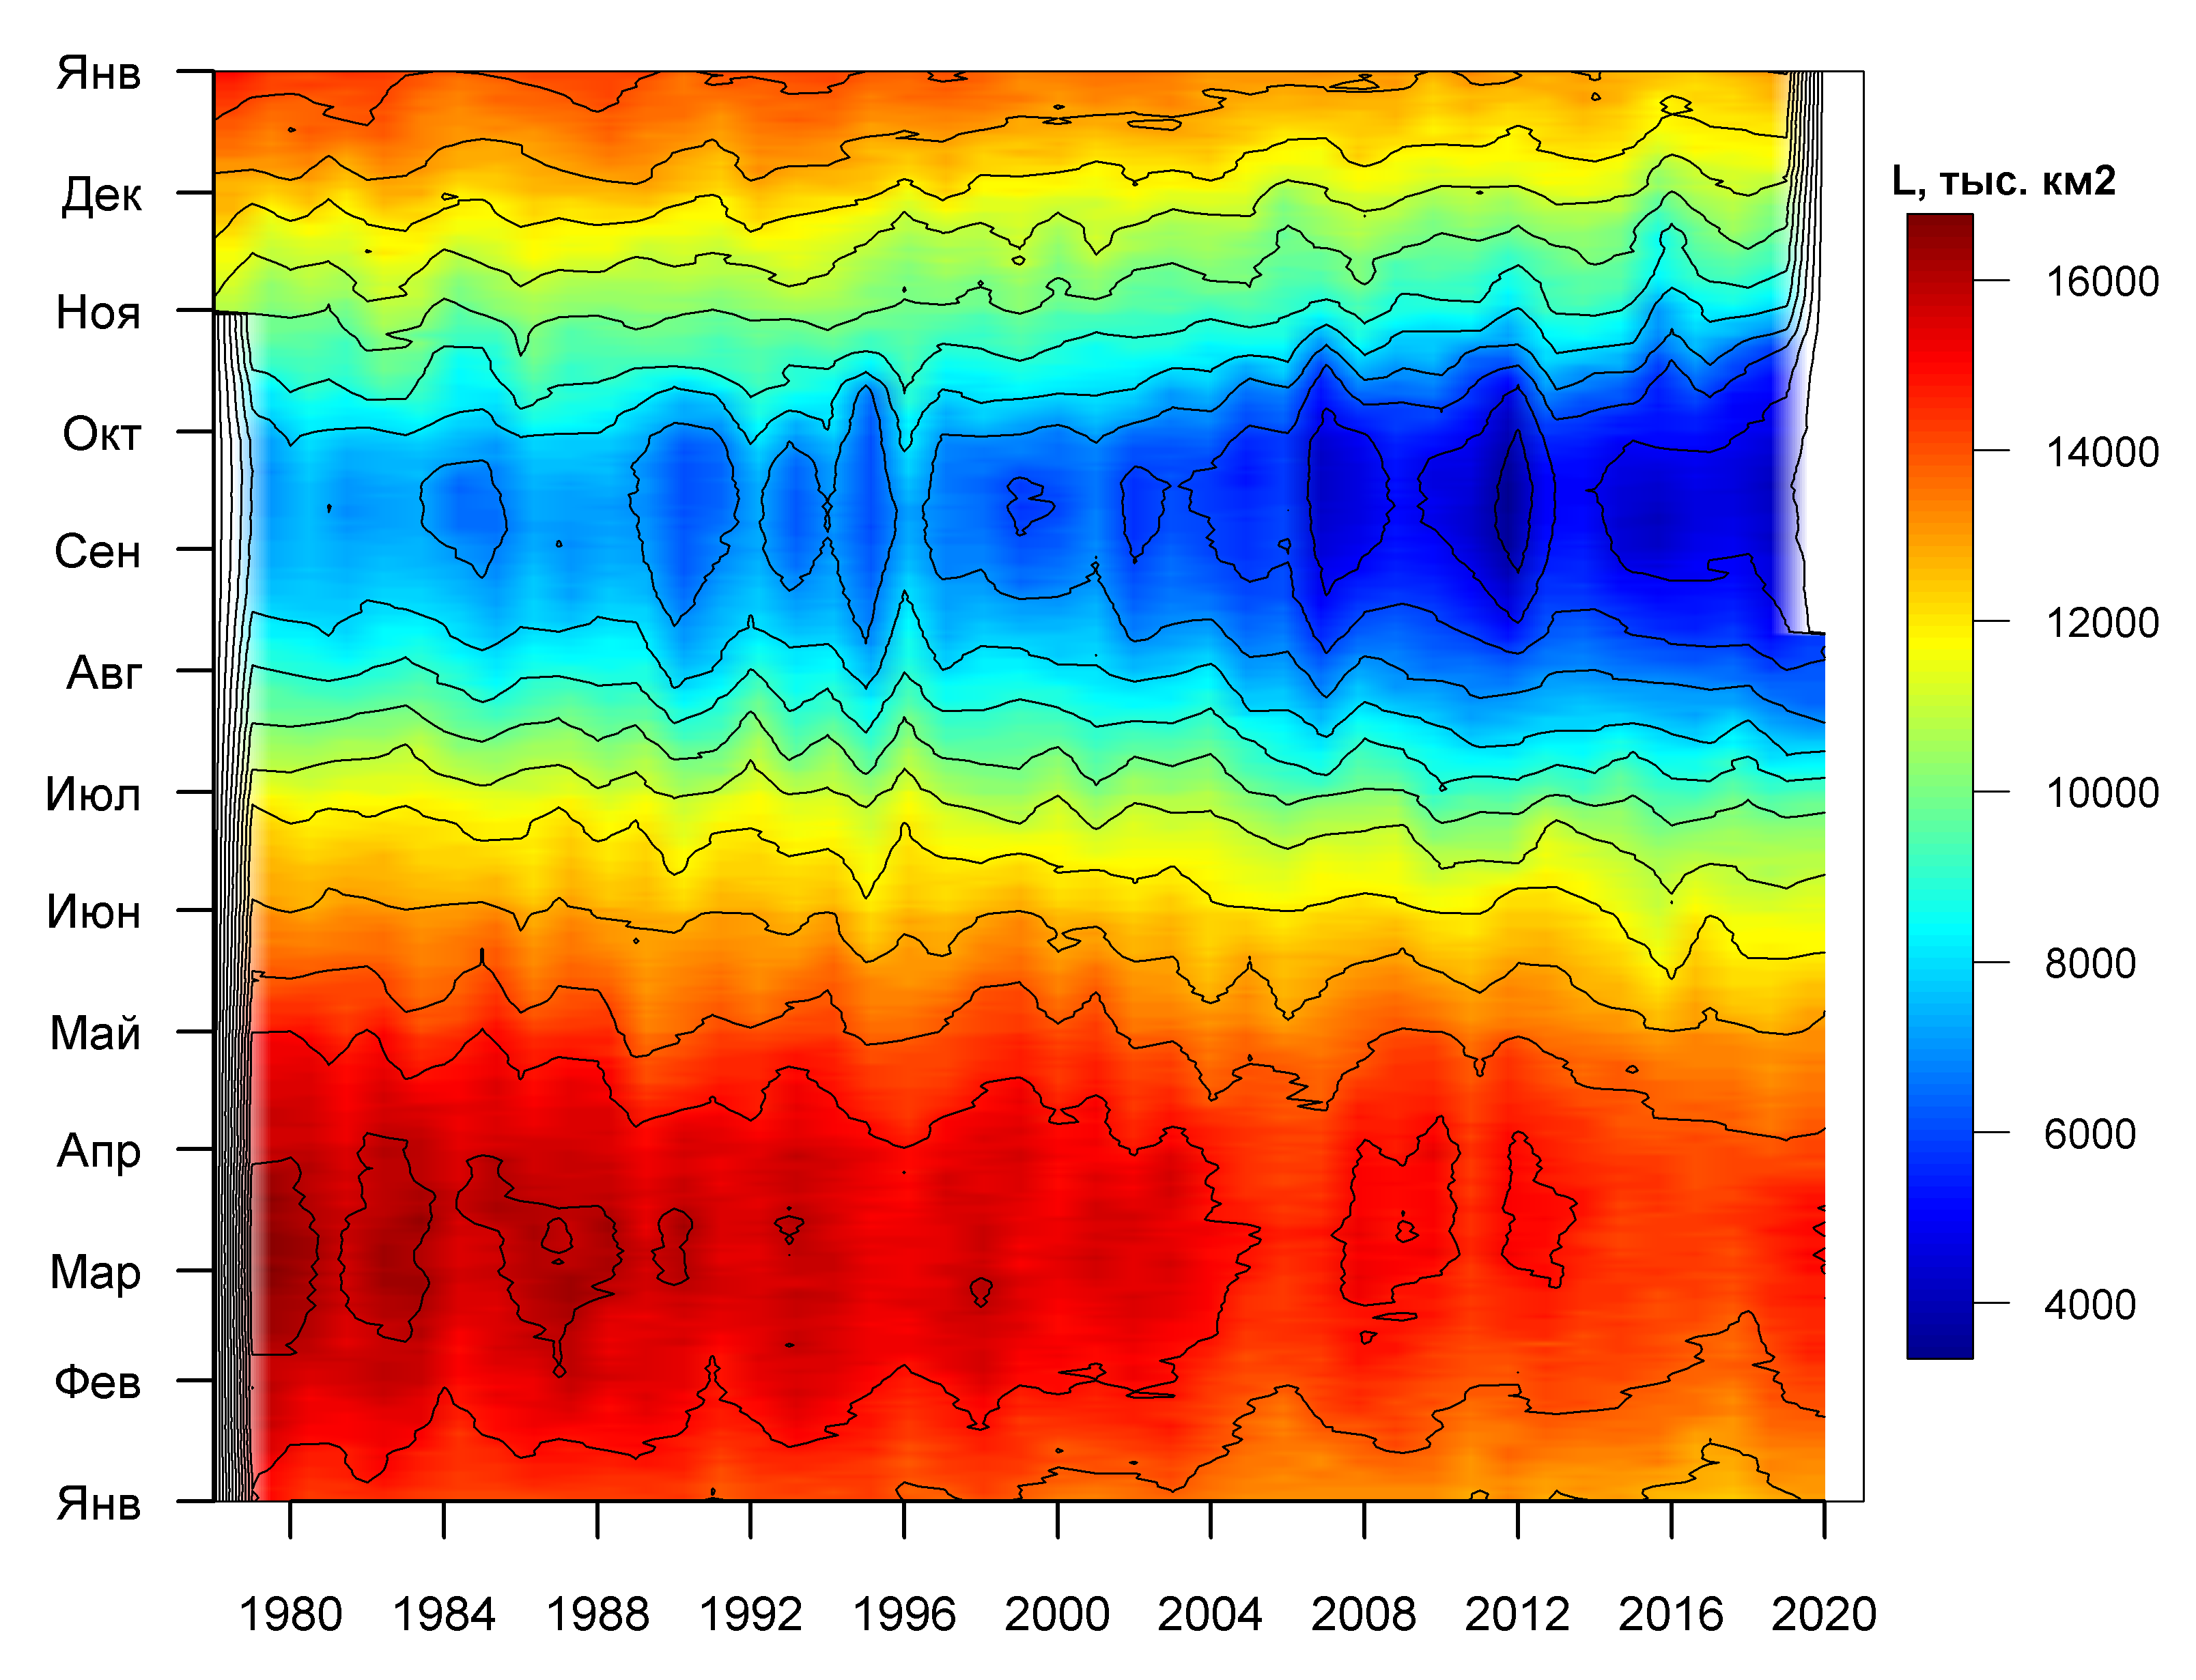 Янв
Дек
Ноя
Окт
Сен
Авг
Июл
Июн
Май
Апр
Мар
Фев
Янв
1980 1984 1988 1992 1996 2000 2004 2008 2012 2016 2020
L, тыс. км2
16000
14000
12000
10000
8000
6000
4000